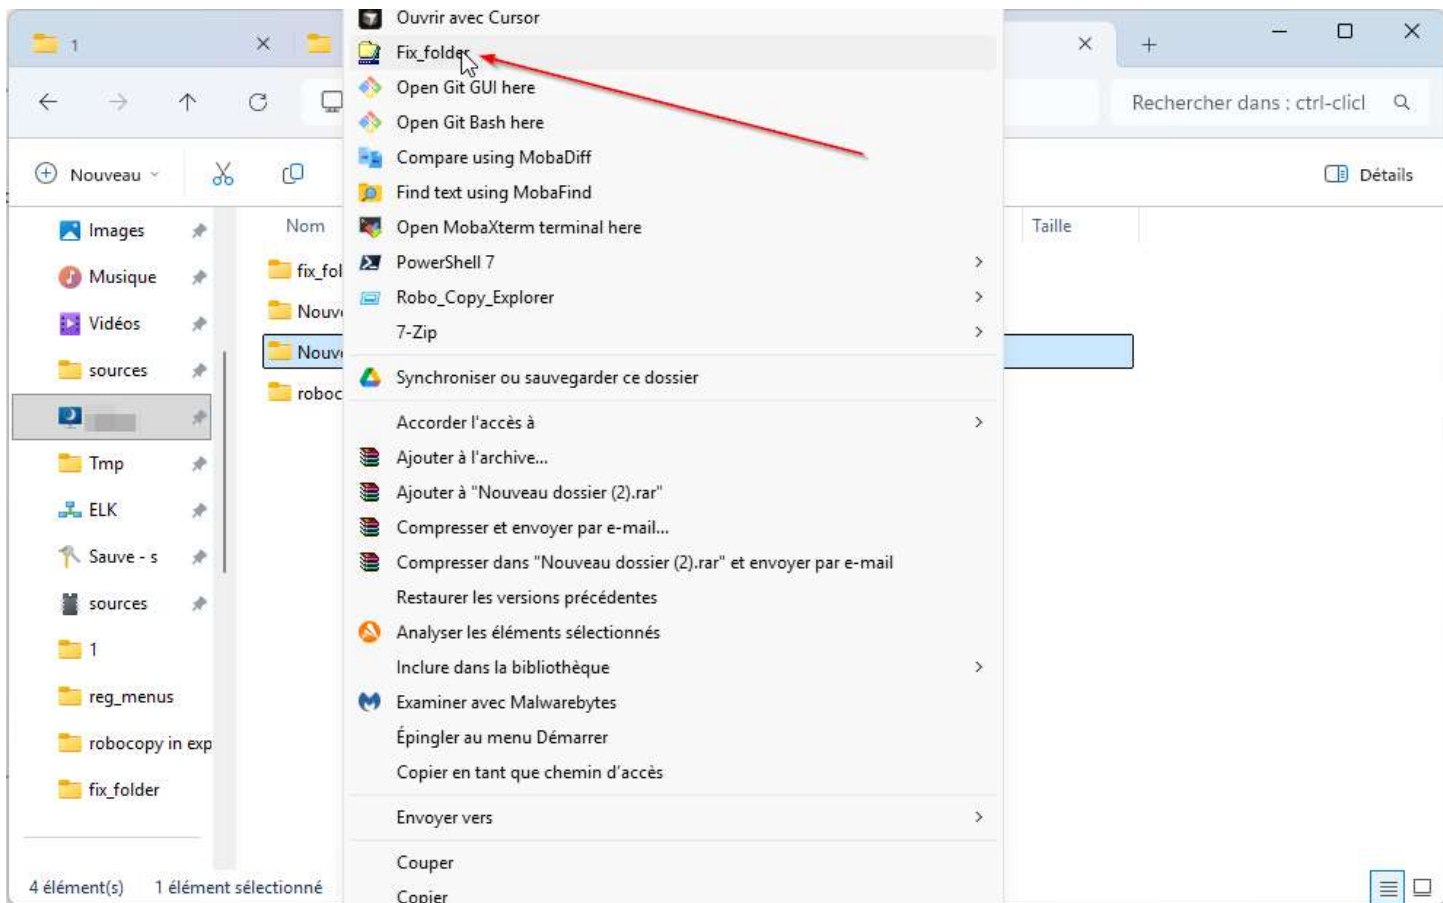 1
Rechercher dans : ctrl-clicl
Nouveau
Détails
Images
Musique
Vidéos
sources
Tmp
ELK
Sauve - s
sources
1
reg_menus
robocopy in exp
fix_folder
Nom
Taille
fix_fol
Nouv
Nouv
roboc
Ouvrir avec Cursor
Fix_folder
Open Git GUI here
Open Git Bash here
Compare using MobaDiff
Find text using MobaFind
Open MobaXterm terminal here
PowerShell 7
Robo_Copy_Explorer
7-Zip
Synchroniser ou sauvegarder ce dossier
Accorder l'accès à
Ajouter à l'archive...
Ajouter à "Nouveau dossier (2).rar"
Compresser et envoyer par e-mail...
Compresser dans "Nouveau dossier (2).rar" et envoyer par e-mail
Restaurer les versions précédentes
Analyser les éléments sélectionnés
Inclure dans la bibliothèque
Examiner avec Malwarebytes
Épingler au menu Démarrer
Copier en tant que chemin d'accès
Envoyer vers
Couper
Copier
4 élément(s) 1 élément sélectionné